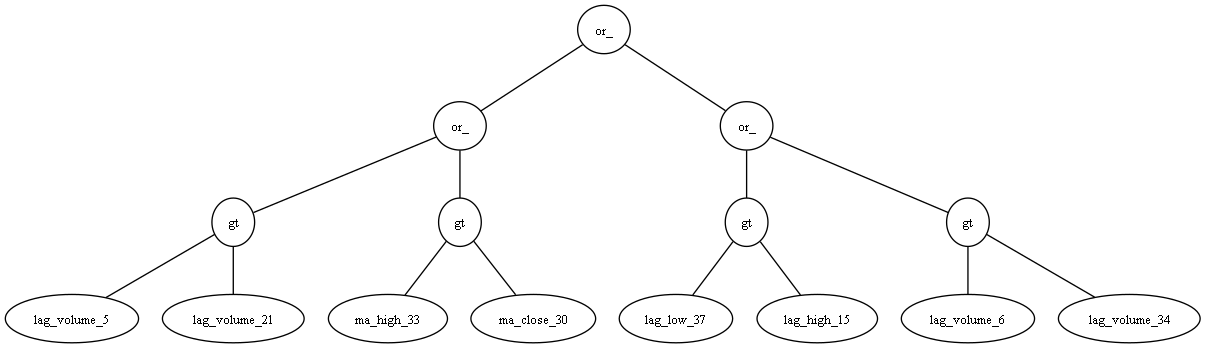 or_
or_ or_
gt gt gt gt
lag_volume_5 lag_volume_21 ma_high_33 ma_close_30 lag_low_37 lag_high_15 lag_volume_6 lag_volume_34